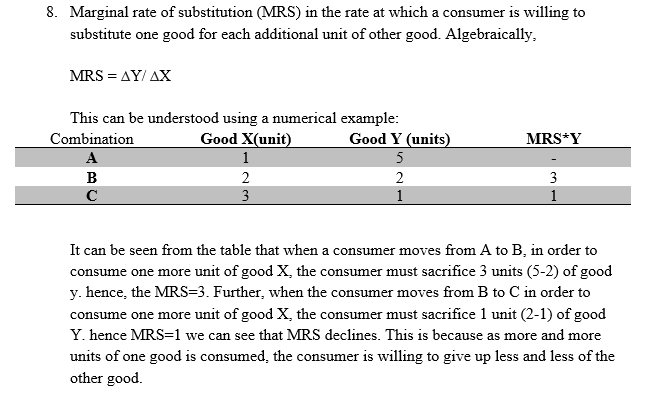 8. Marginal rate of substitution (MRS) in the rate at which a consumer is willing to
substitute one good for each additional unit of other good. Algebraically,
MRS = ΔY/ ΔX
This can be understood using a numerical example:
Combination Good X(unit) Good Y (units) MRS*Y
A 1 5 -
B 2 2 3
C 3 1 1
It can be seen from the table that when a consumer moves from A to B, in order to
consume one more unit of good X, the consumer must sacrifice 3 units (5-2) of good
y. hence, the MRS=3. Further, when the consumer moves from B to C in order to
consume one more unit of good X, the consumer must sacrifice 1 unit (2-1) of good
Y. hence MRS=1 we can see that MRS declines. This is because as more and more
units of one good is consumed, the consumer is willing to give up less and less of the
other good.